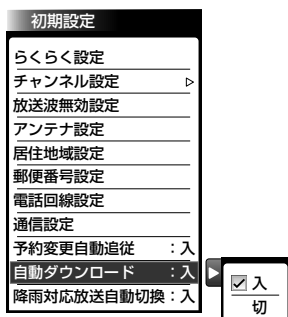 初期設定
らくらく設定
チャンネル設定
放送波無効設定
アンテナ設定
居住地域設定
郵便番号設定
電話回線設定
通信設定
予約変更自動追従 :入
自動ダウンロード :入
降雨対応放送自動切換:入
入
切